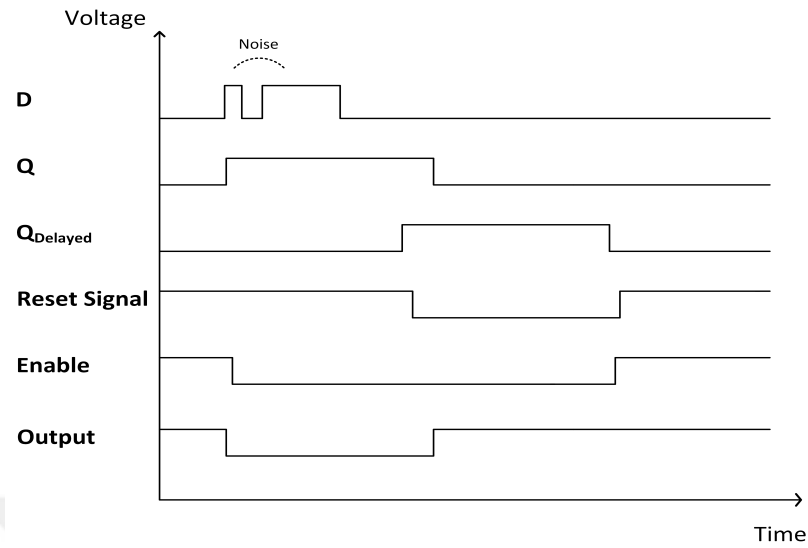 Voltage
Noise
D
Q
QDelayed
Reset Signal
Enable
Output
Time